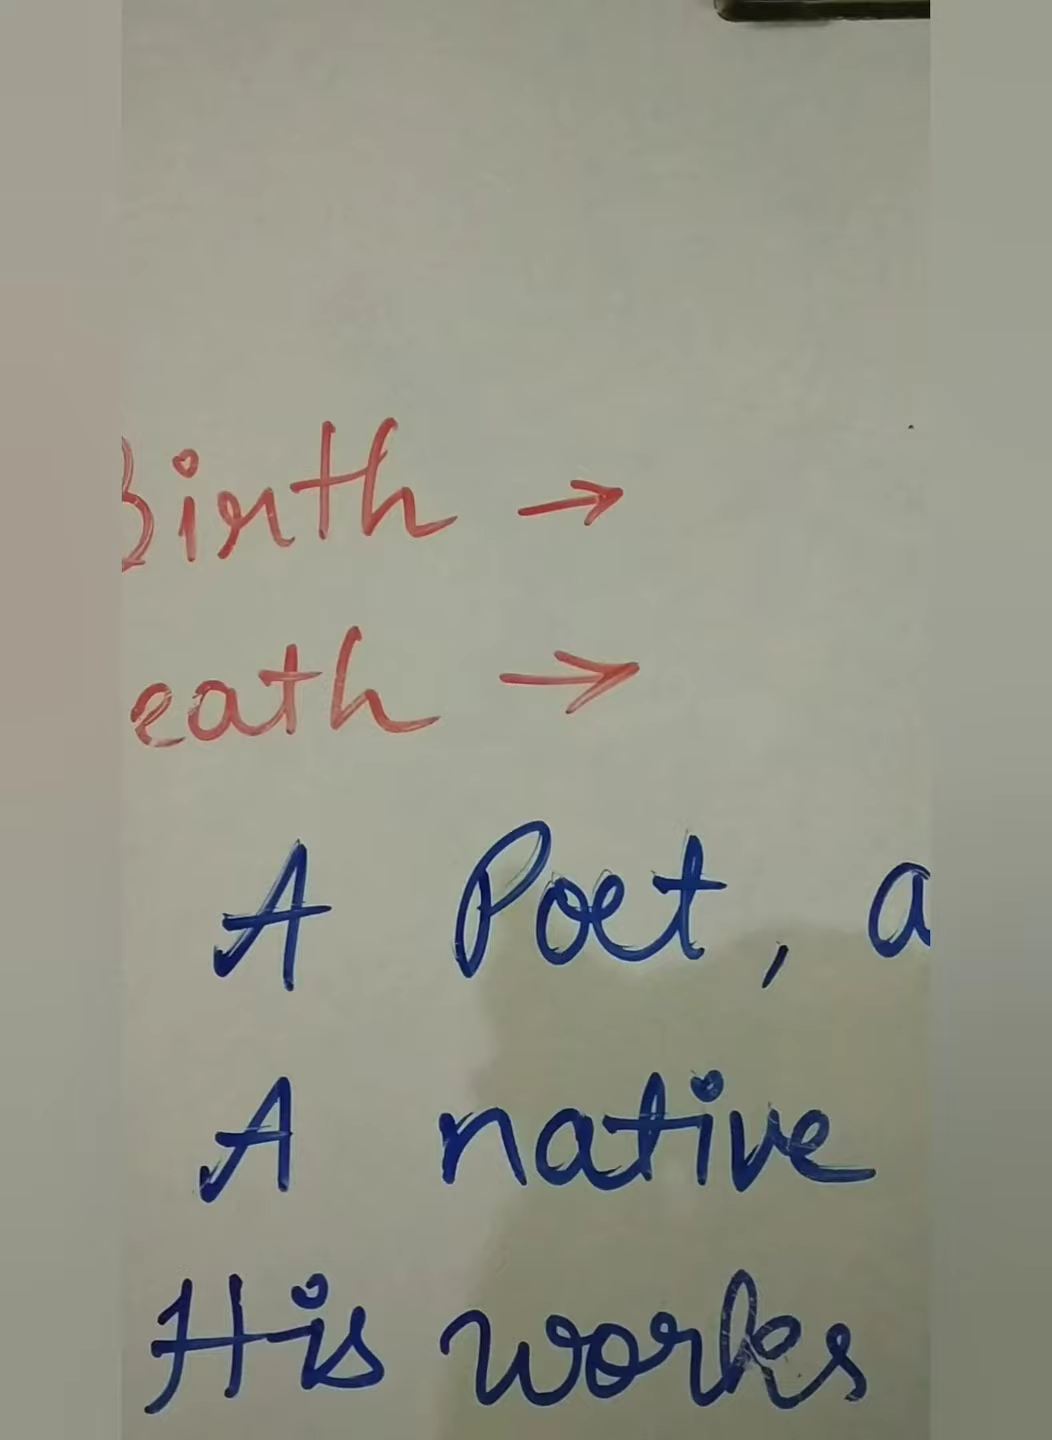 Birth →
eath →
A Poet, a
A native
His works